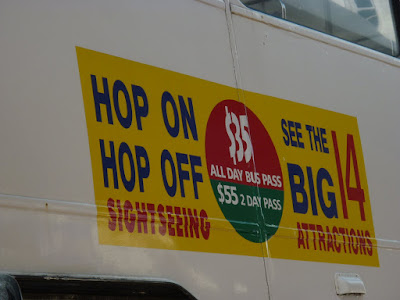 HOP ON
HOP OFF
SIGHTSEEING
$35
ALL DAY BUS PASS
$55 2 DAY PASS
SEE THE
BIG 14
ATTRACTIONS